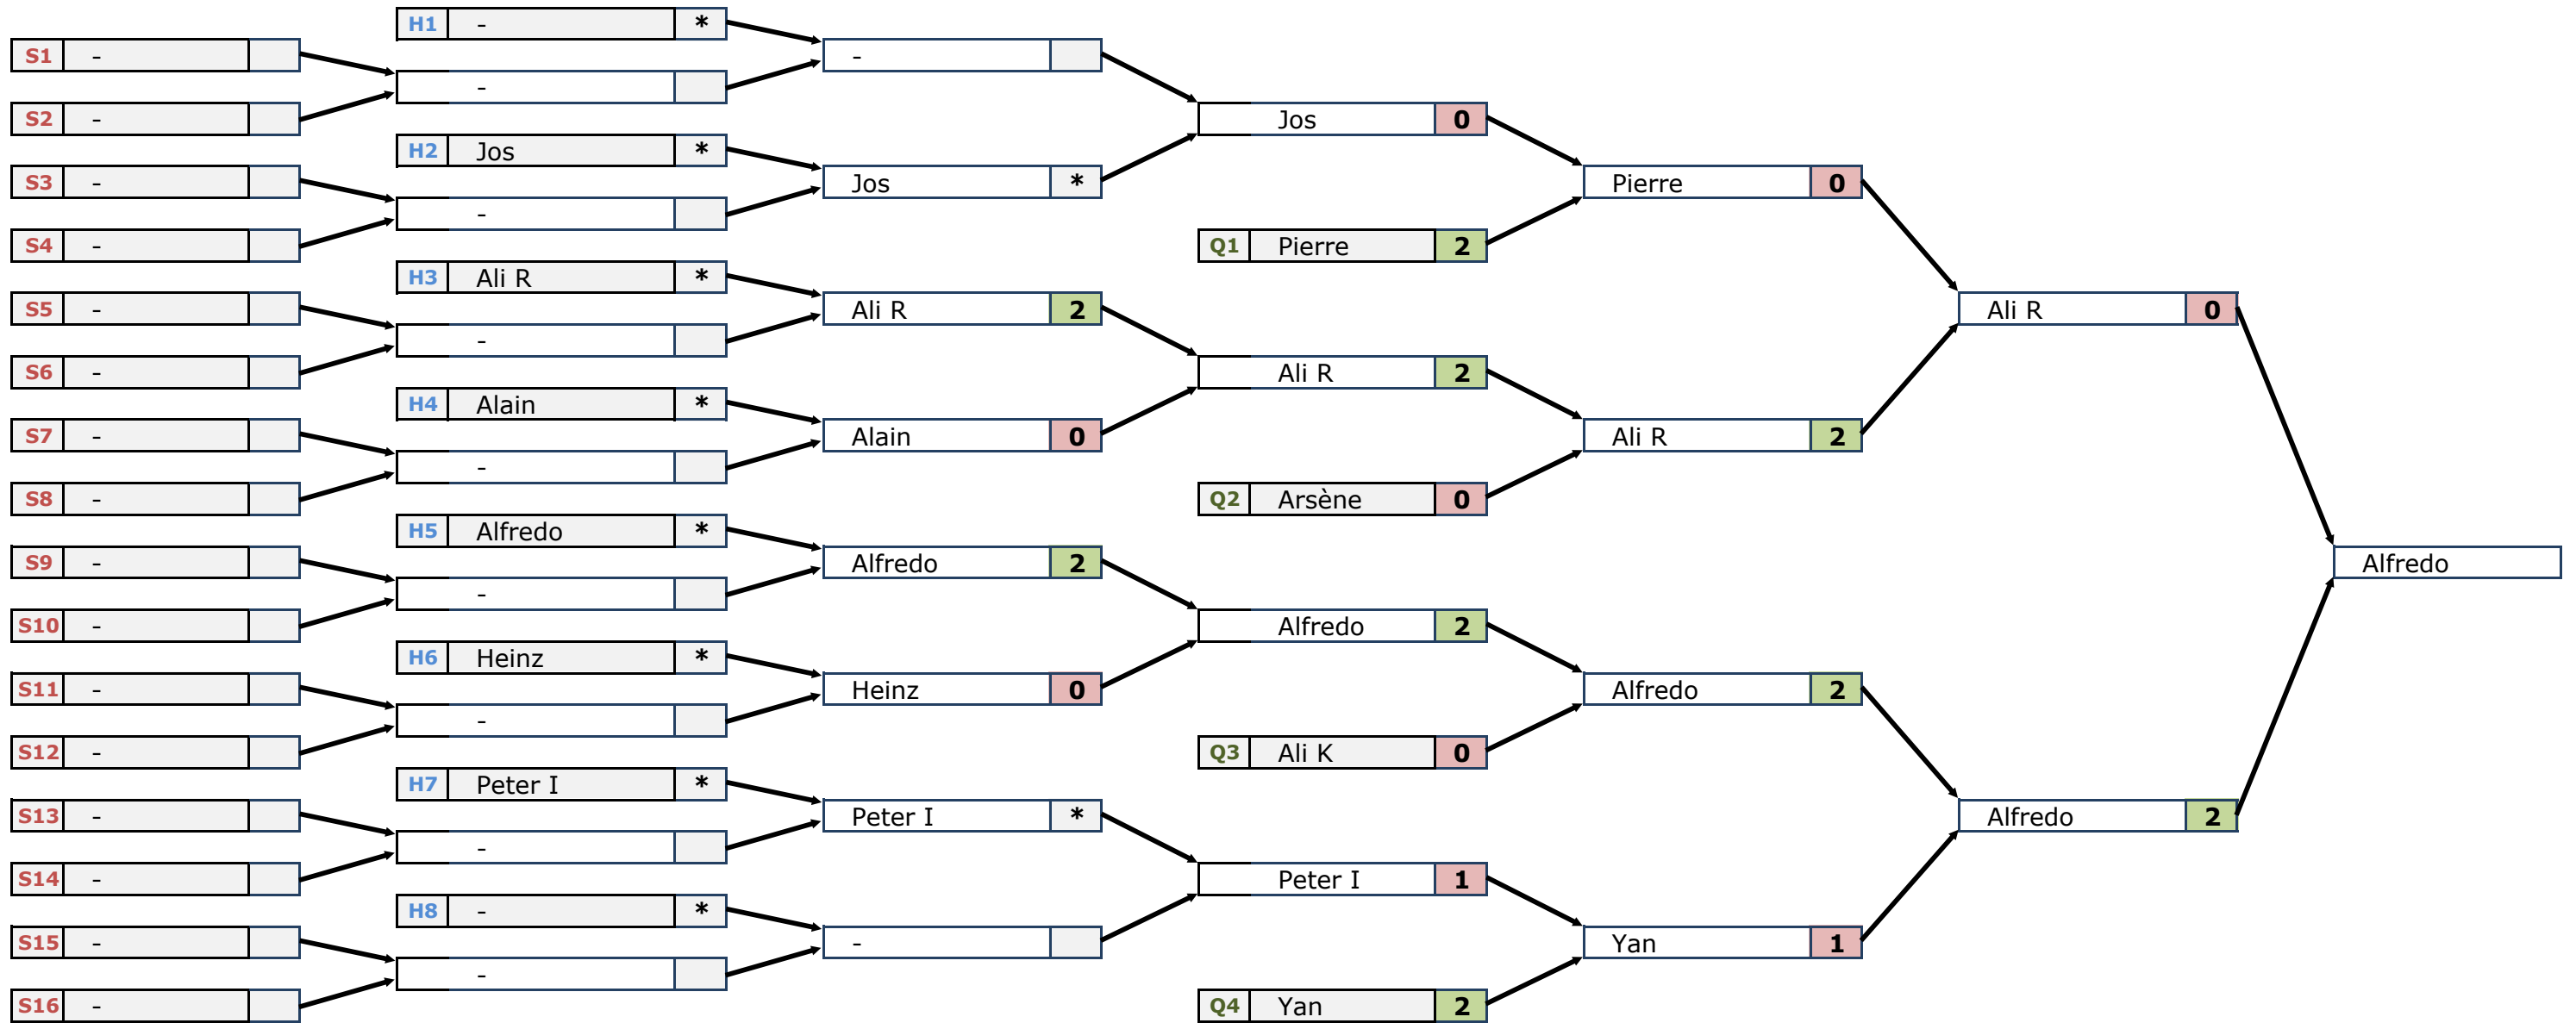 H1 - *
S1 -
-
-
S2 -
Jos 0
H2 Jos *
S3 -
Jos *
Pierre 0
-
S4 -
Q1 Pierre 2
H3 Ali R *
S5 -
Ali R 2
Ali R 0
-
S6 -
Ali R 2
H4 Alain *
S7 -
Alain 0
Ali R 2
-
S8 -
Q2 Arsène 0
H5 Alfredo *
S9 -
Alfredo 2
Alfredo
-
S10 -
Alfredo 2
H6 Heinz *
S11 -
Heinz 0
Alfredo 2
-
S12 -
Q3 Ali K 0
H7 Peter I *
S13 -
Peter I *
Alfredo 2
-
S14 -
Peter I 1
H8 - *
S15 -
-
Yan 1
-
S16 -
Q4 Yan 2